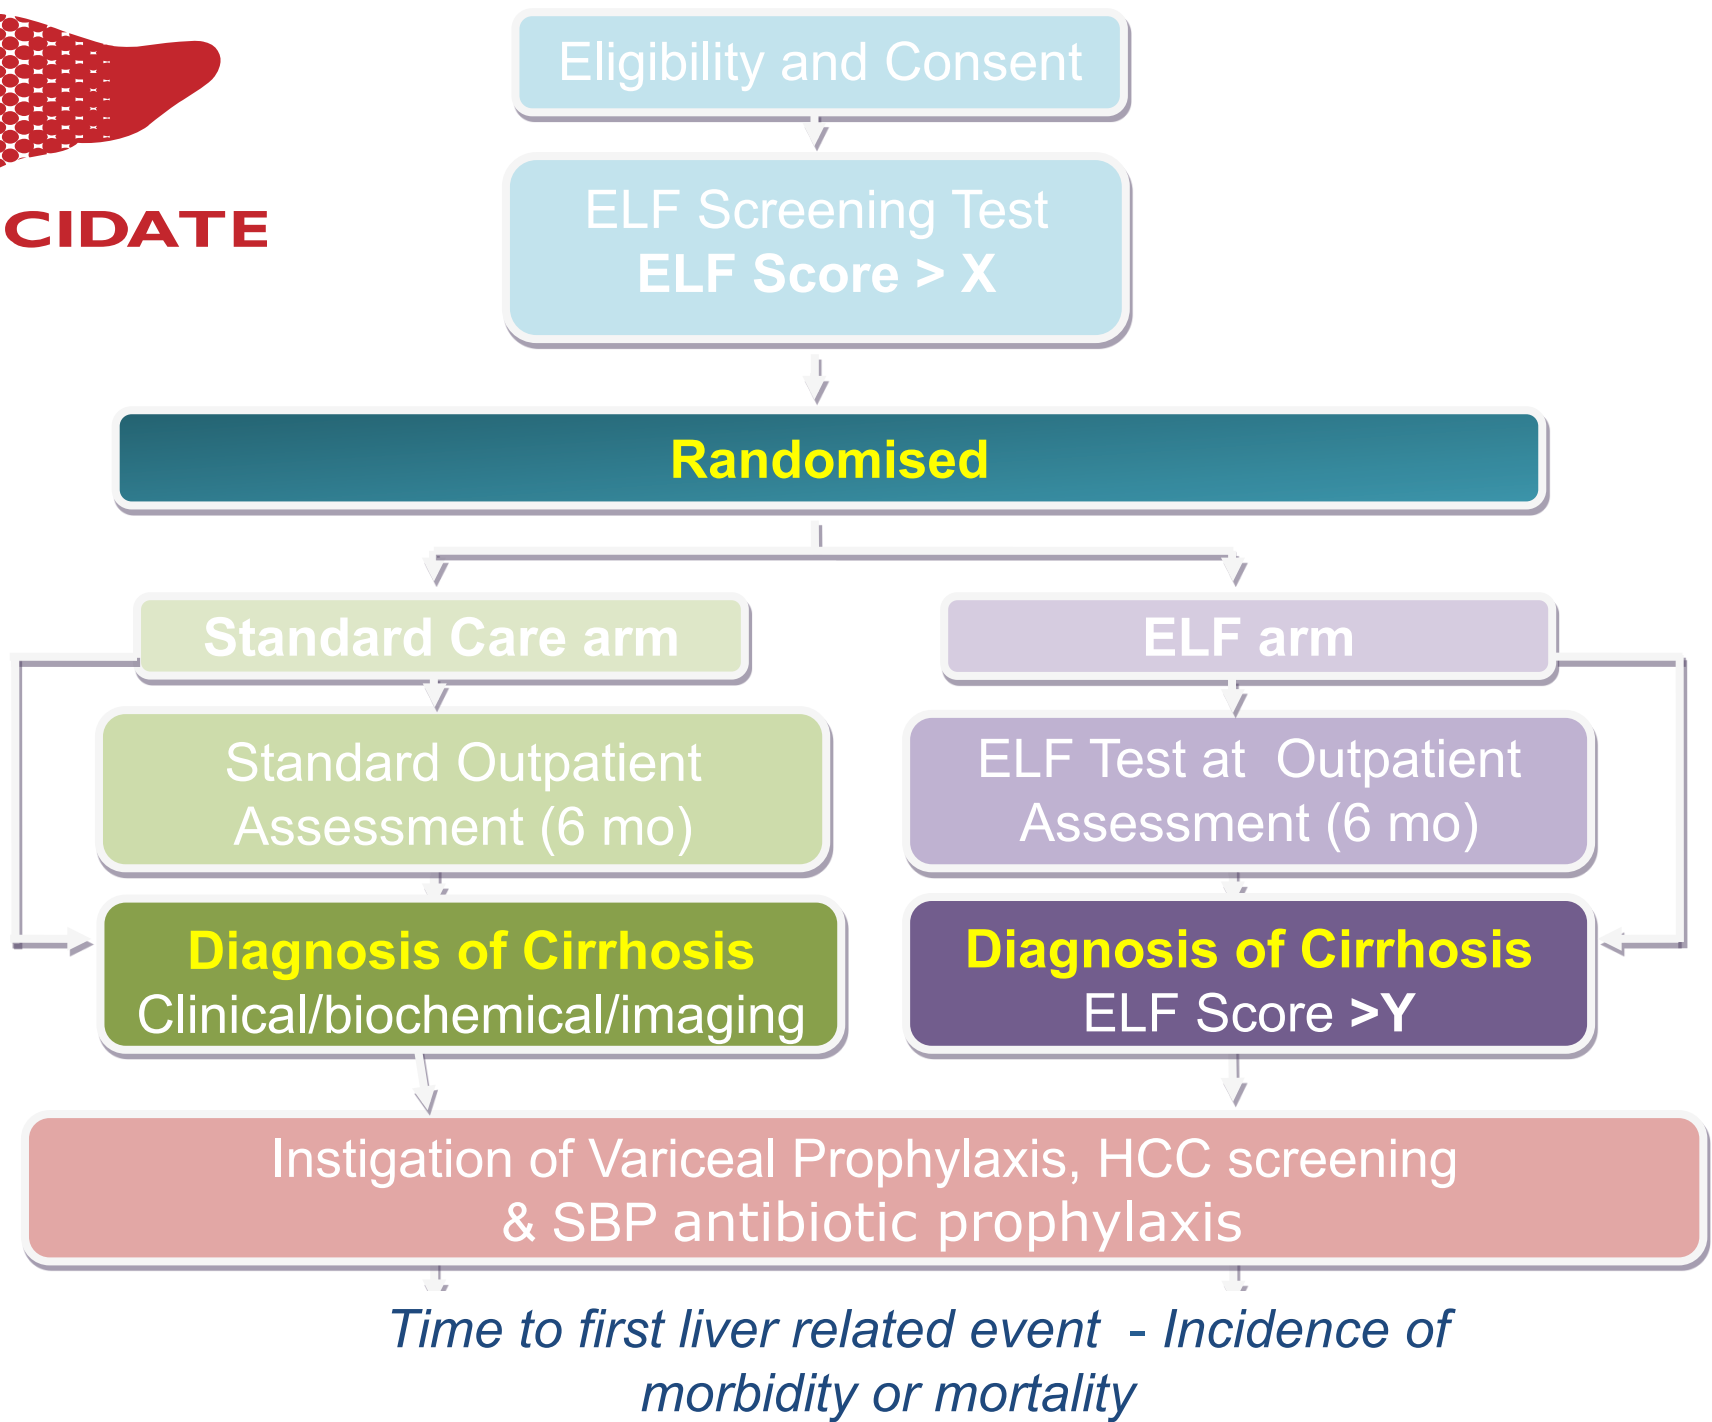 CIDATE
Eligibility and Consent
ELF Screening Test
ELF Score > X
Randomised
Standard Care arm
ELF arm
Standard Outpatient
Assessment (6 mo)
ELF Test at  Outpatient
Assessment (6 mo)
Diagnosis of Cirrhosis
Clinical/biochemical/imaging
Diagnosis of Cirrhosis
ELF Score >Y
Instigation of Variceal Prophylaxis, HCC screening
& SBP antibiotic prophylaxis
Time to first liver related event  - Incidence of
morbidity or mortality